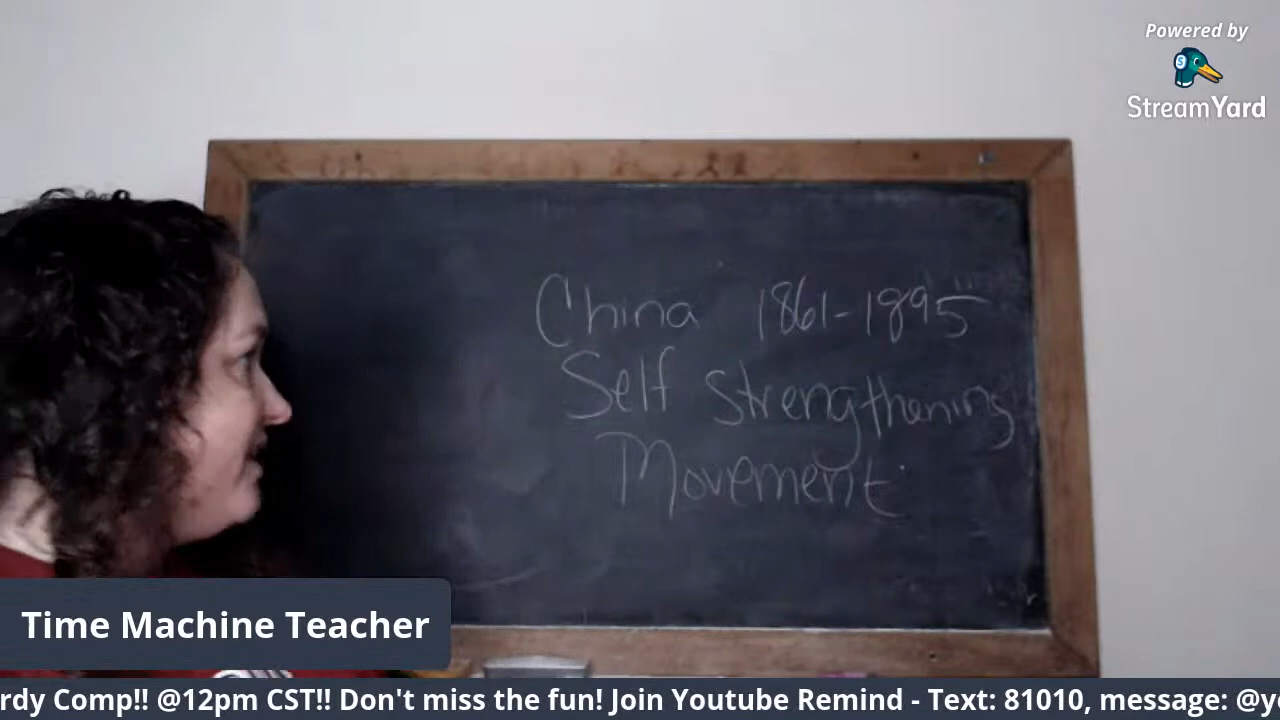 Powered by
StreamYard
China 1861-1895
Self Strengthening
Movement
Time Machine Teacher
rdy Comp!! @12pm CST!! Don't miss the fun! Join Youtube Remind - Text: 81010, message: @y